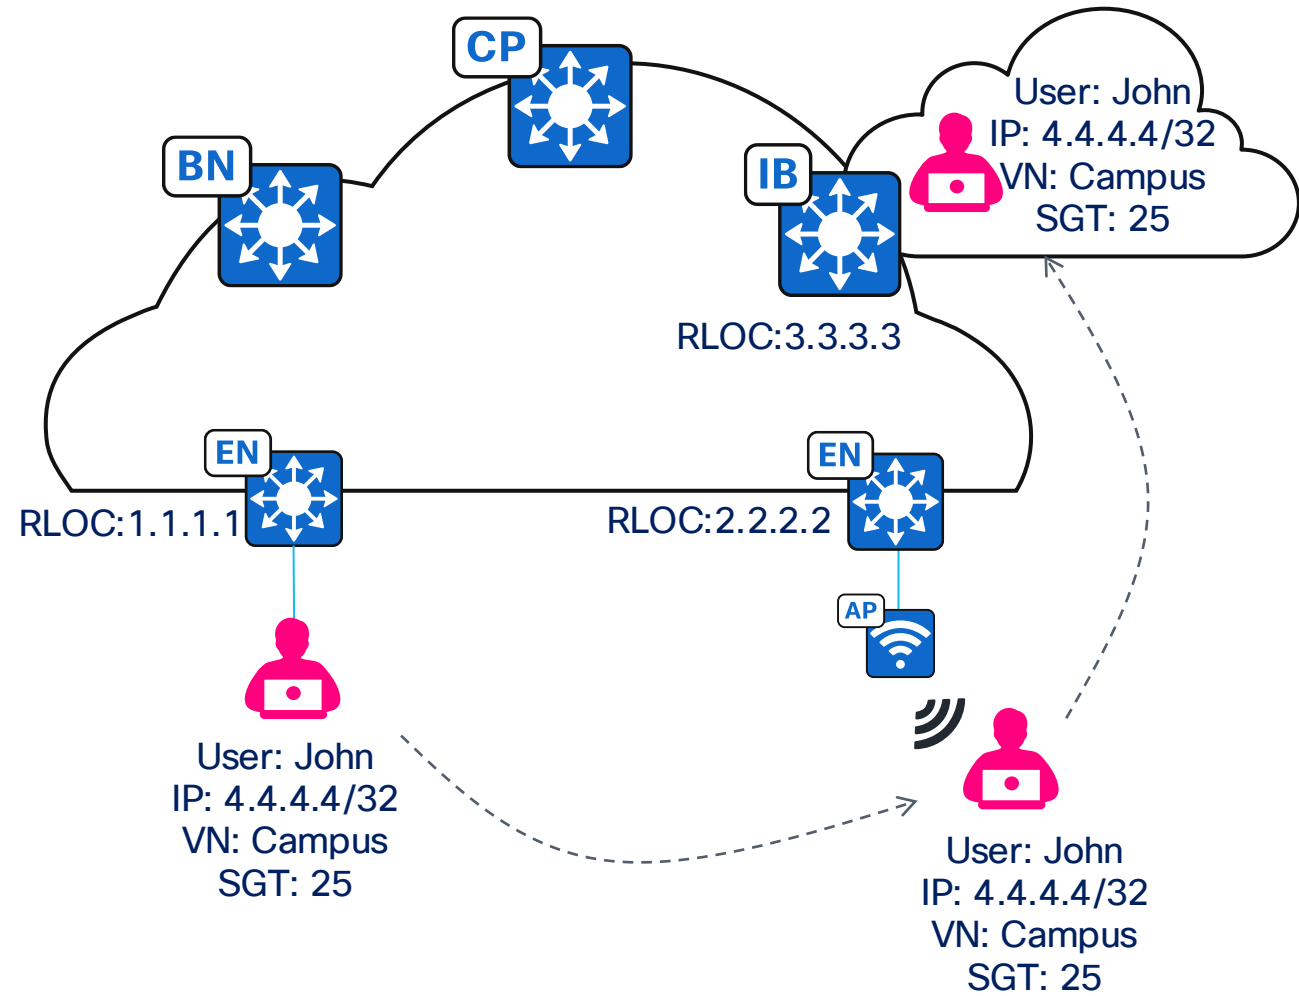 CP
BN
IB
User: John
IP: 4.4.4.4/32
VN: Campus
SGT: 25
RLOC:3.3.3.3
EN
RLOC:1.1.1.1
EN
RLOC:2.2.2.2
AP
User: John
IP: 4.4.4.4/32
VN: Campus
SGT: 25
User: John
IP: 4.4.4.4/32
VN: Campus
SGT: 25